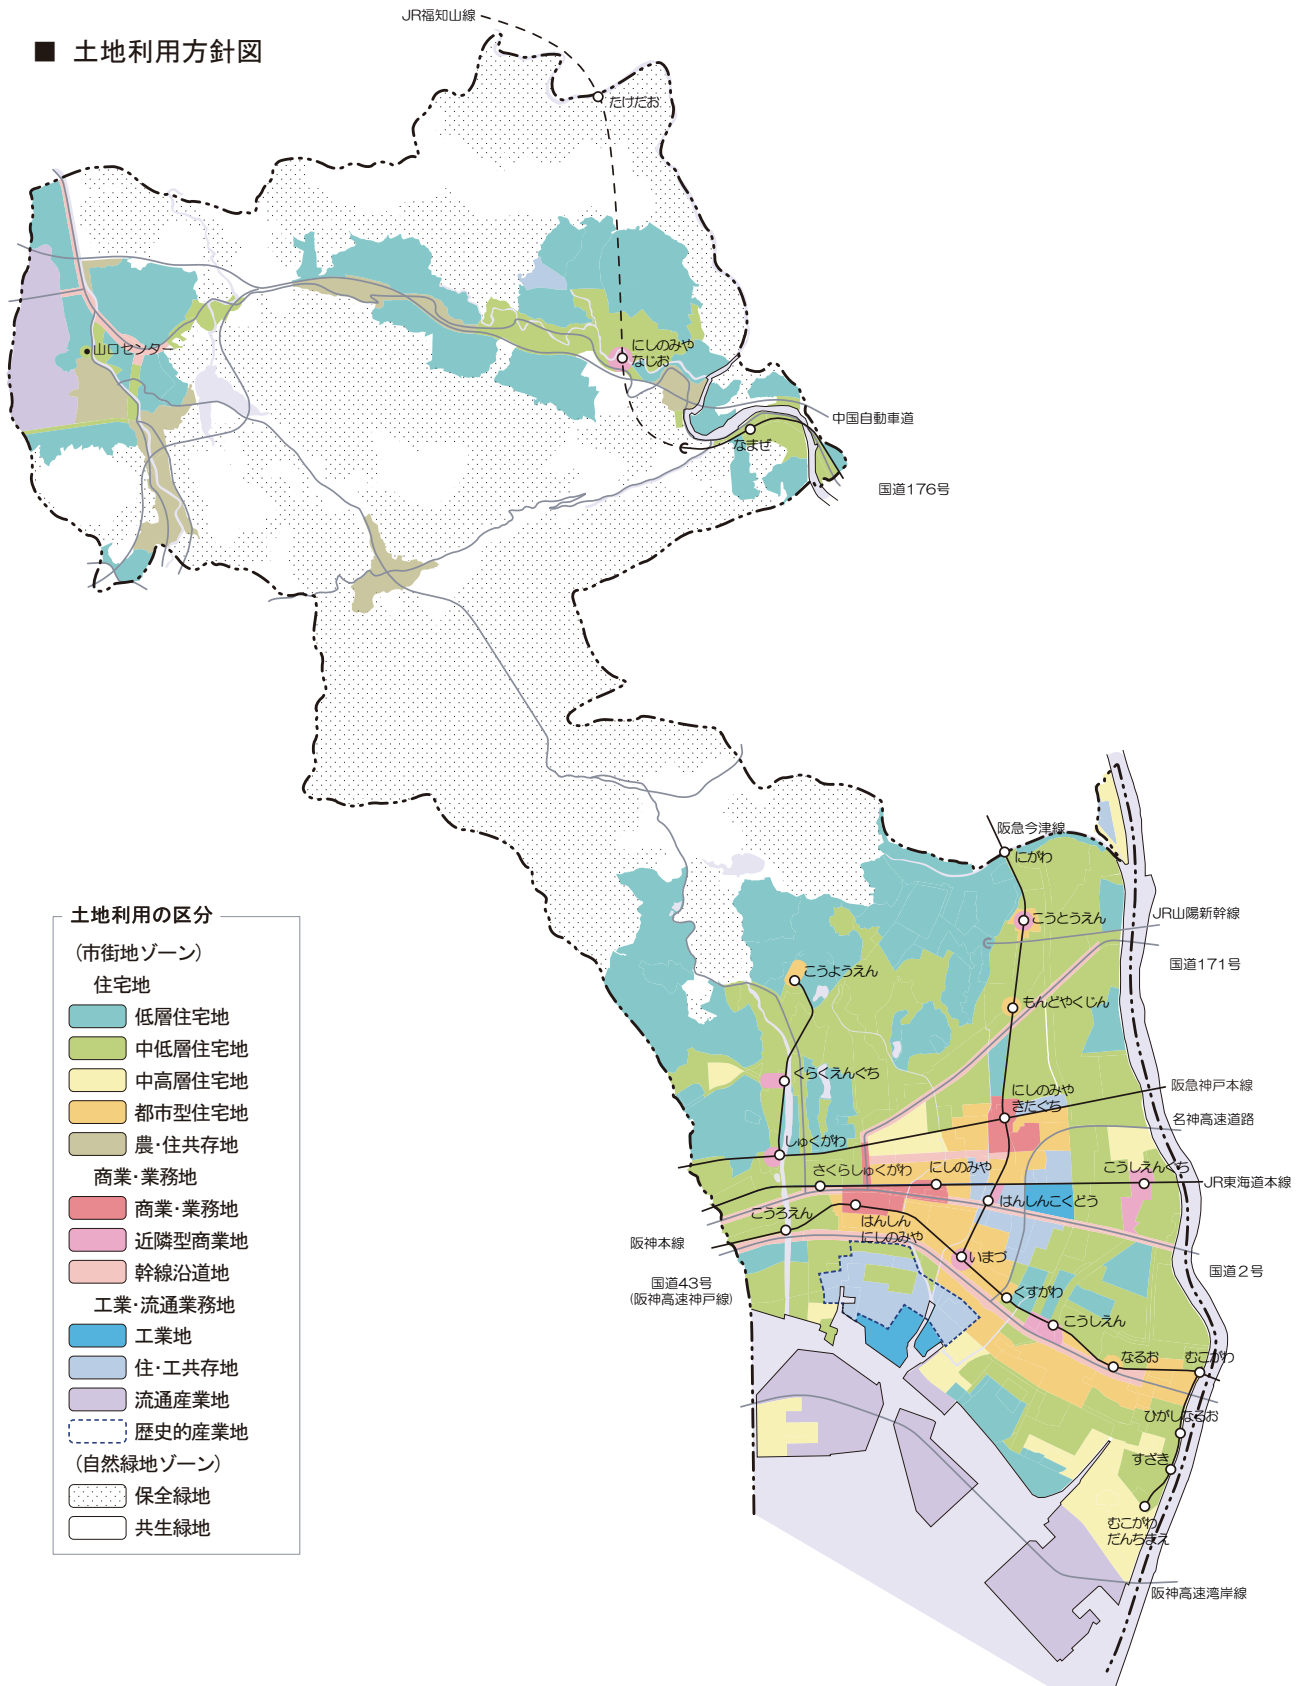 JR福知山線
■ 土地利用方針図
たけだお
山口センター
にしのみや
なじお
中国自動車道
なまぜ
国道176号
阪急今津線
にがわ
こうとうえん
JR山陽新幹線
国道171号
こうようえん
もんどやくじん
くらくえんぐち
にしのみや
きたぐち
阪急神戸本線
名神高速道路
しゅくがわ
さくらしゅくがわ
にしのみや
こうしえんぐち
JR東海道本線
はんしんこくどう
こうろえん
はんしん
にしのみや
阪神本線
いまづ
国道2号
国道43号
(阪神高速神戸線)
くすがわ
こうしえん
なるお
むこがわ
ひがしなるお
すざき
むこがわ
だんちまえ
阪神高速湾岸線
土地利用の区分
(市街地ゾーン)
住宅地
低層住宅地
中低層住宅地
中高層住宅地
都市型住宅地
農・住共存地
商業・業務地
商業・業務地
近隣型商業地
幹線沿道地
工業・流通業務地
工業地
住・工共存地
流通産業地
歴史的産業地
(自然緑地ゾーン)
保全緑地
共生緑地